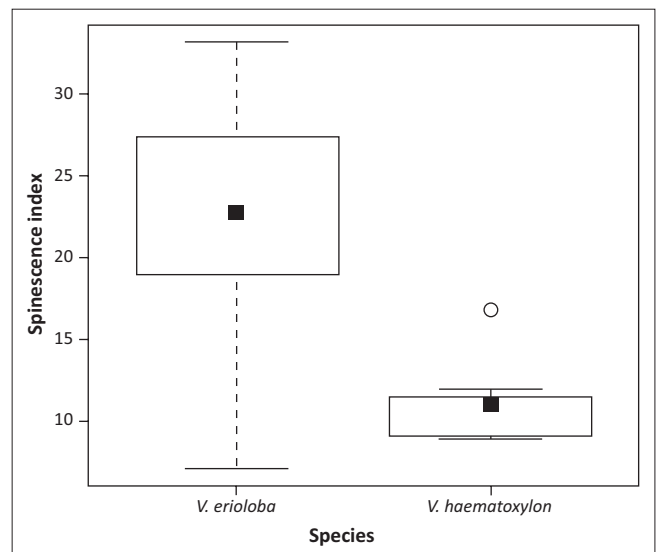 Spinescence index
30
25
20
15
10
V. erioloba
V. haematoxylon
Species